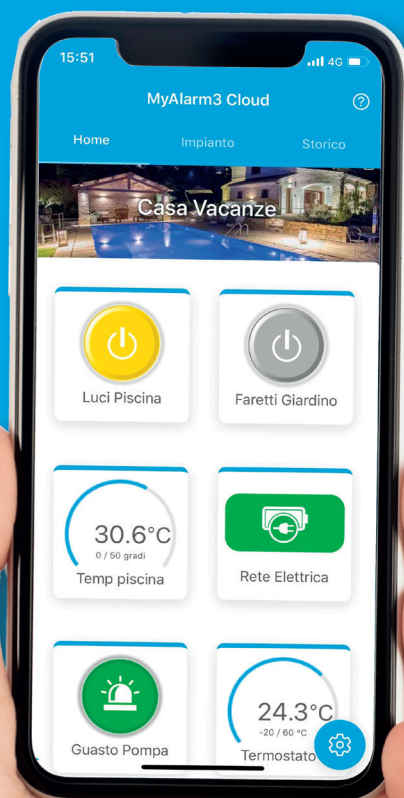 15:51
4G
MyAlarm3 Cloud
?
Home Impianto Storico
Casa Vacanze
Luci Piscina Faretti Giardino
30.6°C
0 / 50 gradi
Temp piscina Rete Elettrica
24.3°C
-20 / 60 °C
Guasto Pompa Termostato